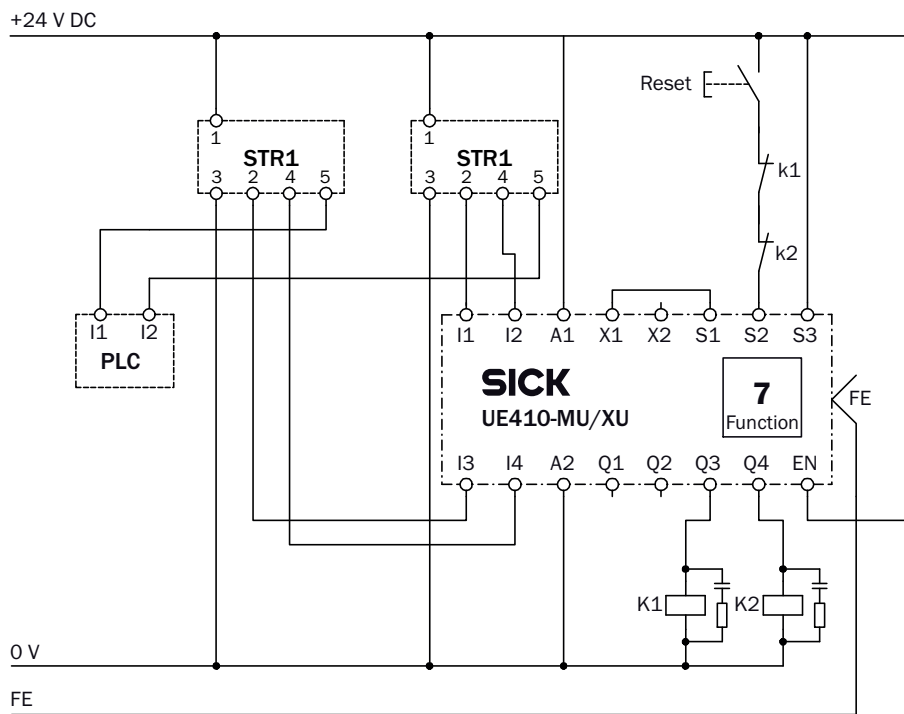 +24 V DC
Reset
1
STR1
3 2 4 5
1
STR1
3 2 4 5
k1
k2
I1 I2
PLC
I1 I2 A1 X1 X2 S1 S2 S3
SICK
UE410-MU/XU
7
Function
FE
I3 I4 A2 Q1 Q2 Q3 Q4 EN
K1
K2
0 V
FE